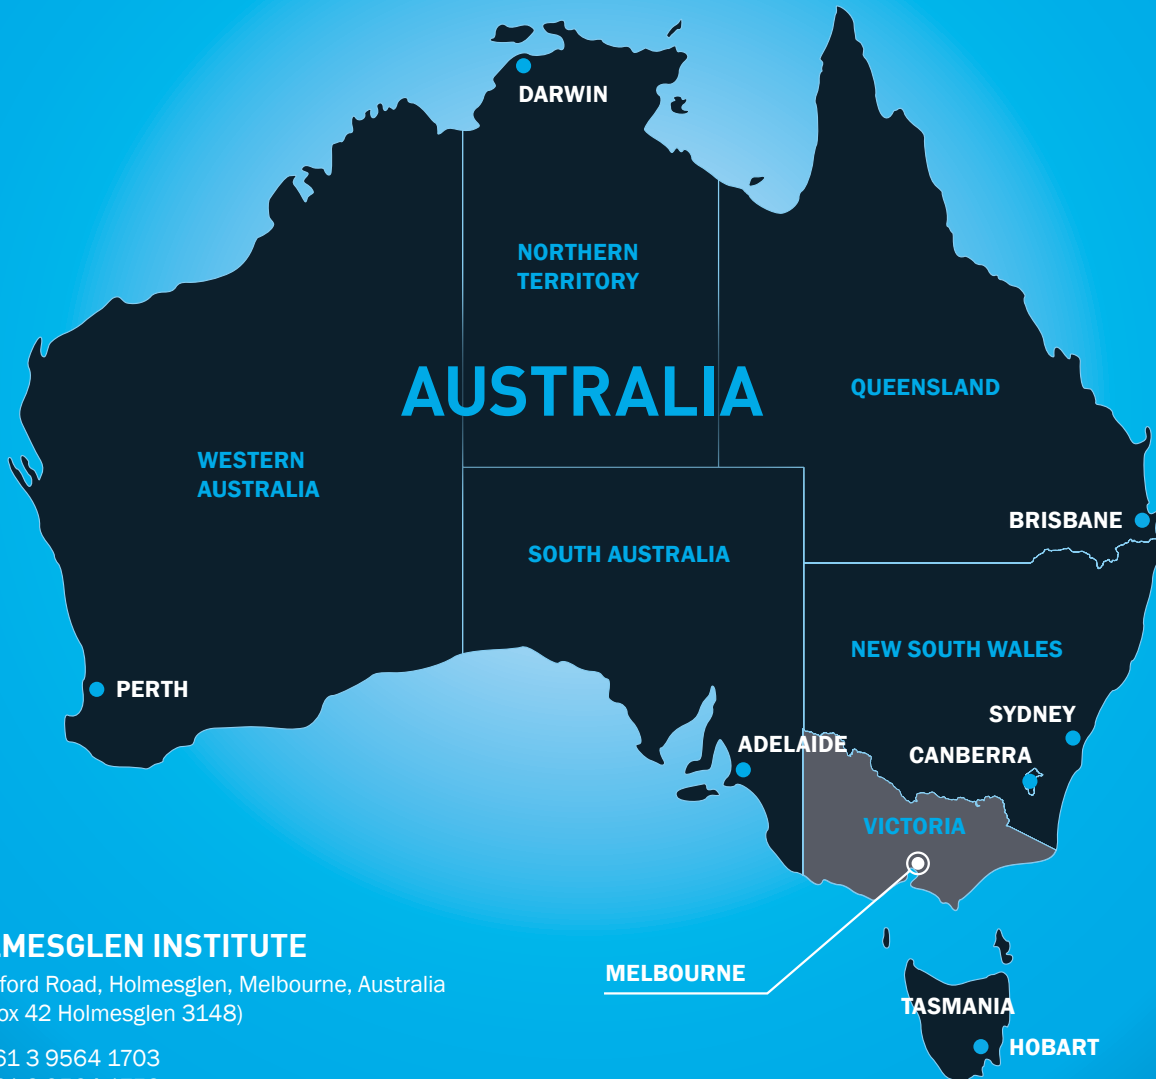 DARWIN
NORTHERN
TERRITORY
AUSTRALIA
QUEENSLAND
WESTERN
AUSTRALIA
BRISBANE
SOUTH AUSTRALIA
NEW SOUTH WALES
PERTH
SYDNEY
ADELAIDE
CANBERRA
VICTORIA
MESGLEN INSTITUTE
ford Road, Holmesglen, Melbourne, Australia
ox 42 Holmesglen 3148)
61 3 9564 1703
MELBOURNE
TASMANIA
HOBART